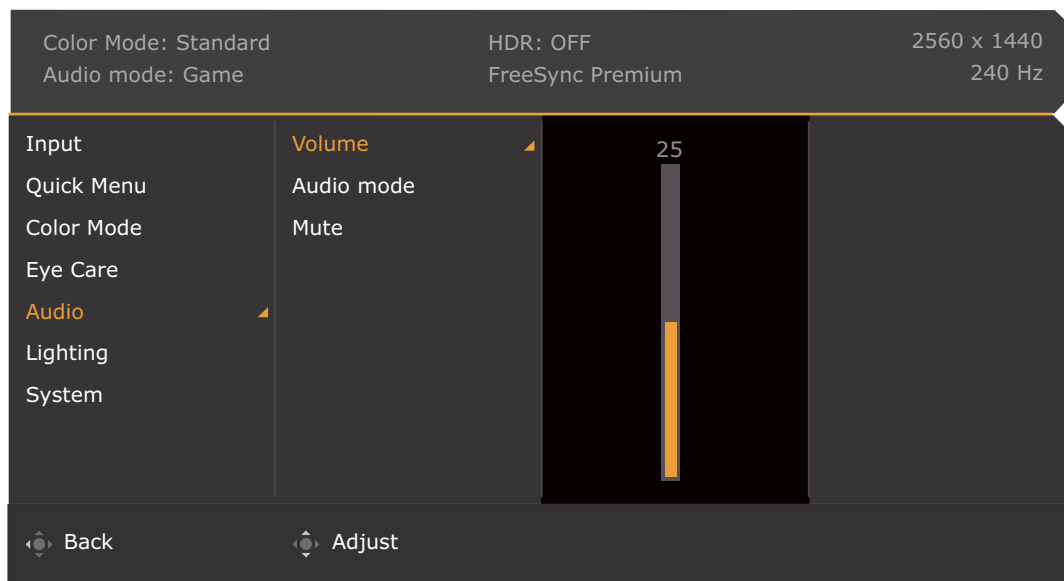 Color Mode: Standard
Audio mode: Game
HDR: OFF
FreeSync Premium
2560 x 1440
240 Hz
Input
Quick Menu
Color Mode
Eye Care
Audio
Lighting
System
Volume
Audio mode
Mute
25
Back
Adjust